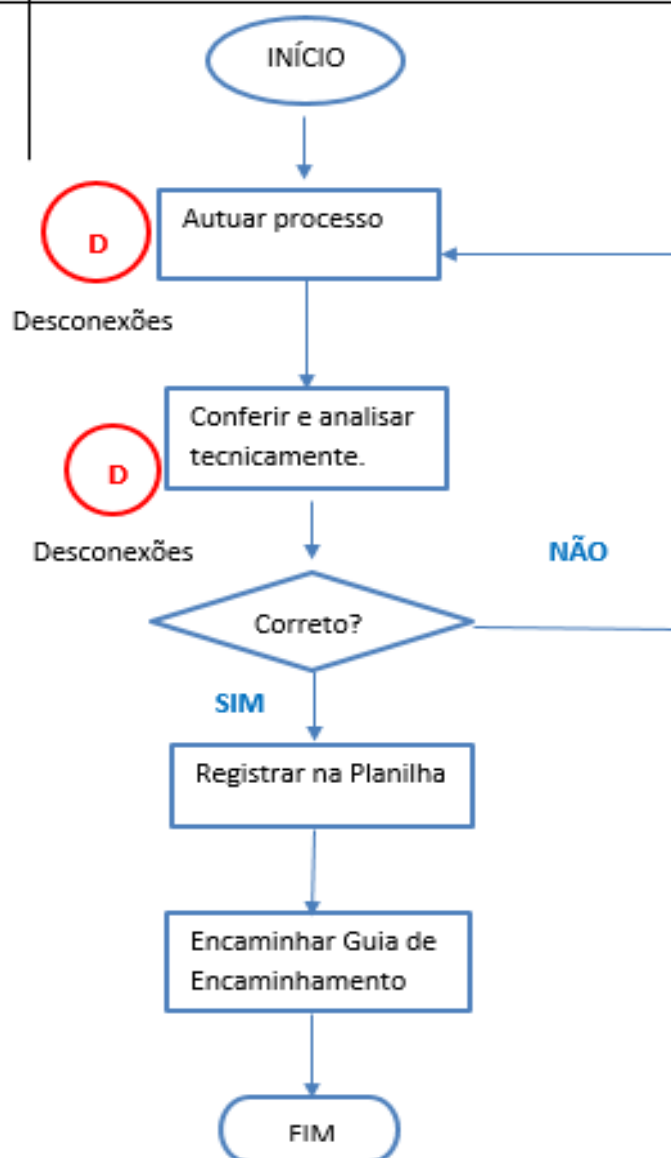 INÍCIO
Autuar processo
D
Desconexões
Conferir e analisar
tecnicamente.
D
Desconexões
NÃO
Correto?
SIM
Registrar na Planilha
Encaminhar Guia de
Encaminhamento
FIM